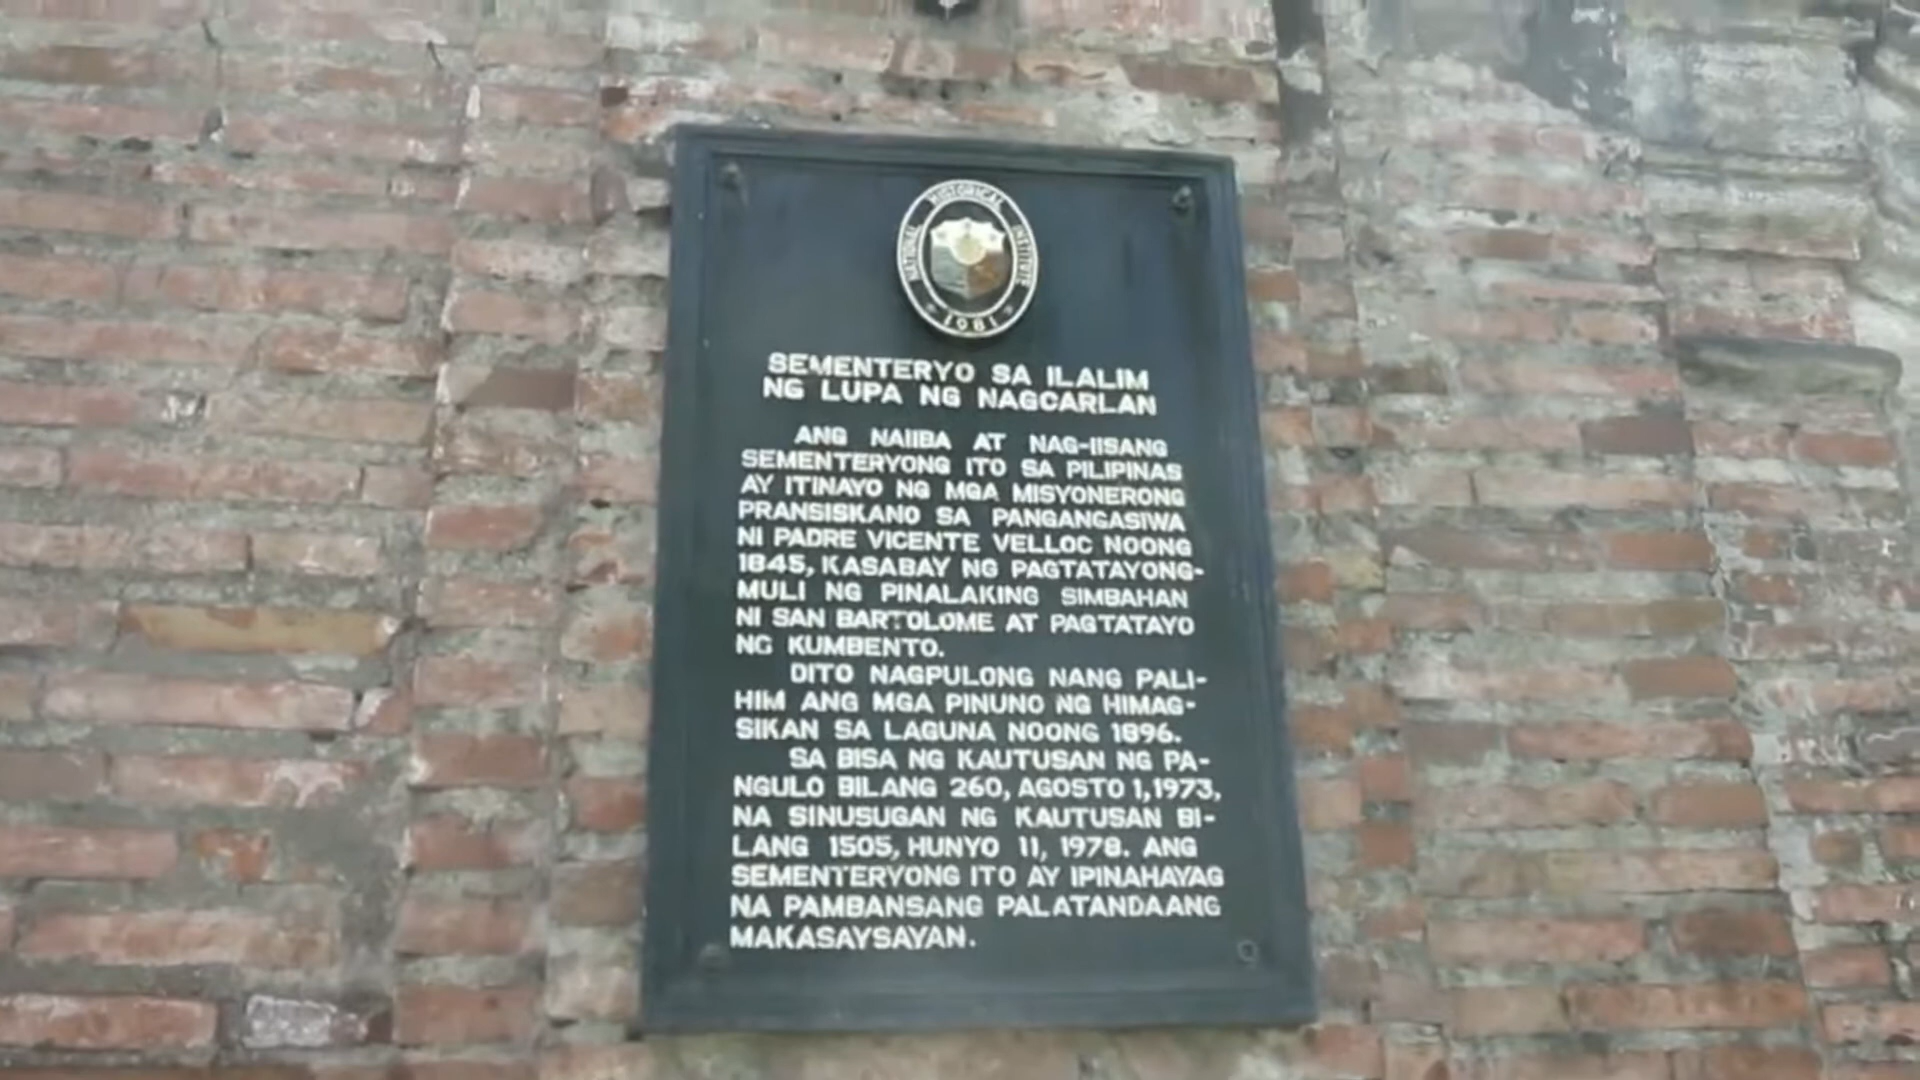 NATIONAL HISTORICAL INSTITUTE
1981
SEMENTERYO SA ILALIM
NG LUPA NG NAGCARLAN
ANG NAIIBA AT NAG-IISANG
SEMENTERYONG ITO SA PILIPINAS
AY ITINAYO NG MGA MISYONERONG
PRANSISKANO SA PANGANGASIWA
NI PADRE VICENTE VELLOC NOONG
1845, KASABAY NG PAGTATAYONG-
MULI NG PINALAKING SIMBAHAN
NI SAN BARTOLOME AT PAGTATAYO
NG KUMBENTO.
DITO NAGPULONG NANG PALI-
HIM ANG MGA PINUNO NG HIMAG-
SIKAN SA LAGUNA NOONG 1896.
SA BISA NG KAUTUSAN NG PA-
NGULO BILANG 260, AGOSTO 1,1973,
NA SINUSUGAN NG KAUTUSAN BI-
LANG 1505, HUNYO 11, 1978. ANG
SEMENTERYONG ITO AY IPINAHAYAG
NA PAMBANSANG PALATANDAANG
MAKASAYSAYAN.